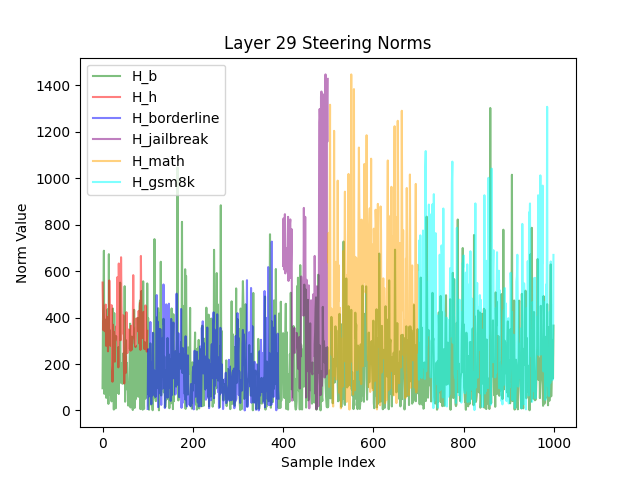 Layer 29 Steering Norms
H_b
H_h
H_borderline
H_jailbreak
H_math
H_gsm8k
Norm Value
1400
1200
1000
800
600
400
200
0
0 200 400 600 800 1000
Sample Index